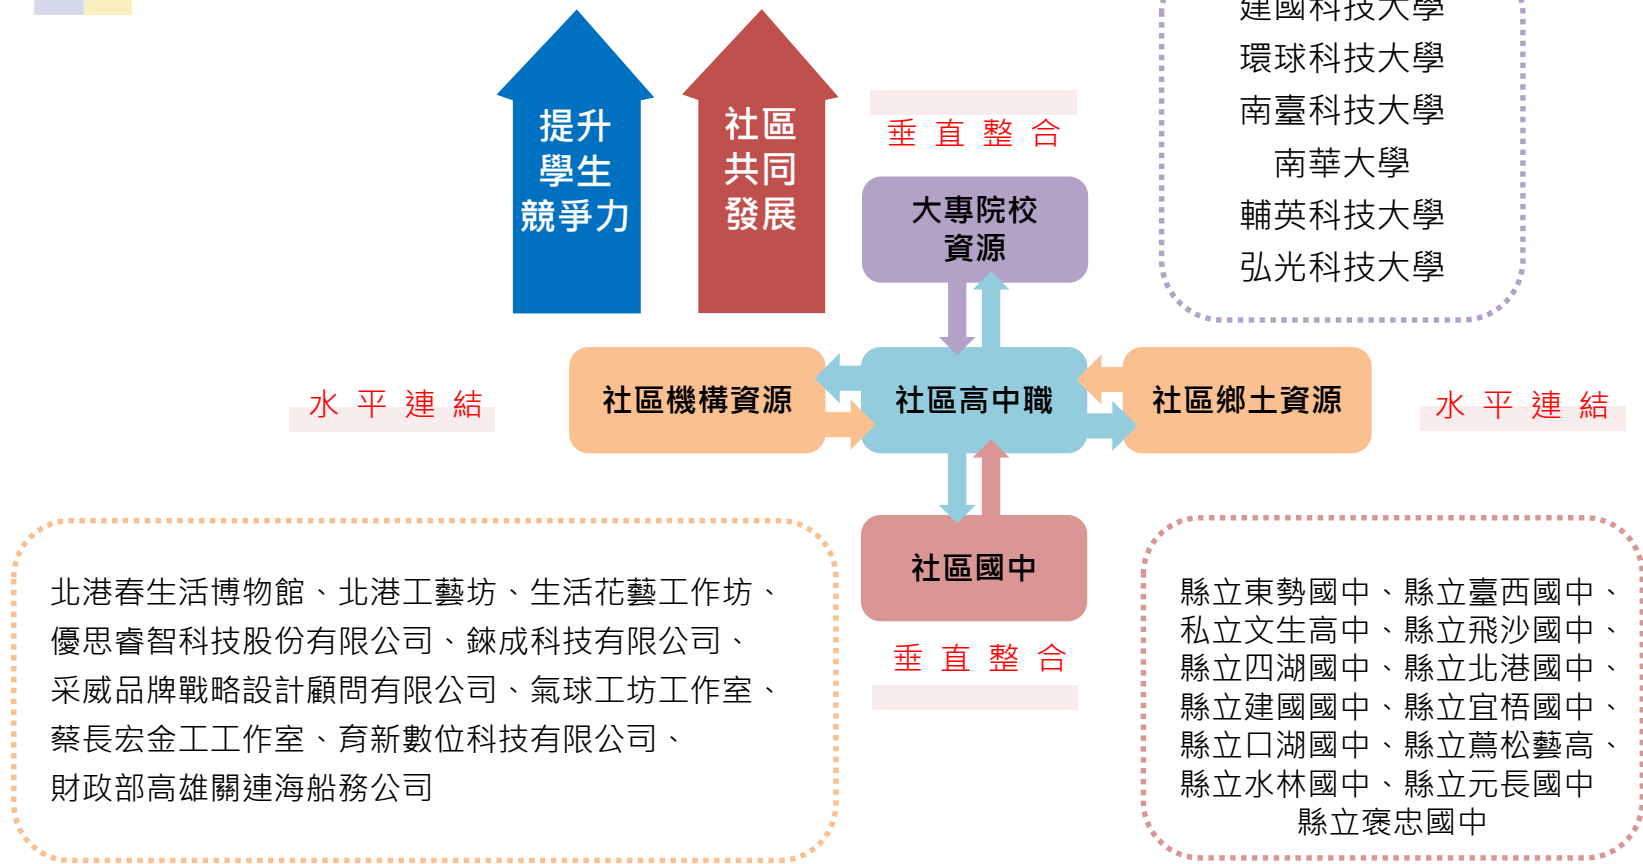 建國科技大學
環球科技大學
南臺科技大學
南華大學
輔英科技大學
弘光科技大學
提升
學生
競爭力
社區
共同
發展
垂直整合
大專院校
資源
水平連結
社區機構資源
社區高中職
社區鄉土資源
水平連結
社區國中
垂直整合
北港春生活博物館、北港工藝坊、生活花藝工作坊、
優思睿智科技股份有限公司、錸成科技有限公司、
采威品牌戰略設計顧問有限公司、氣球工坊工作室、
蔡長宏金工工作室、育新數位科技有限公司、
財政部高雄關連海船務公司
縣立東勢國中、縣立臺西國中、
私立文生高中、縣立飛沙國中、
縣立四湖國中、縣立北港國中、
縣立建國國中、縣立宜梧國中、
縣立口湖國中、縣立蔦松藝高、
縣立水林國中、縣立元長國中
縣立褒忠國中